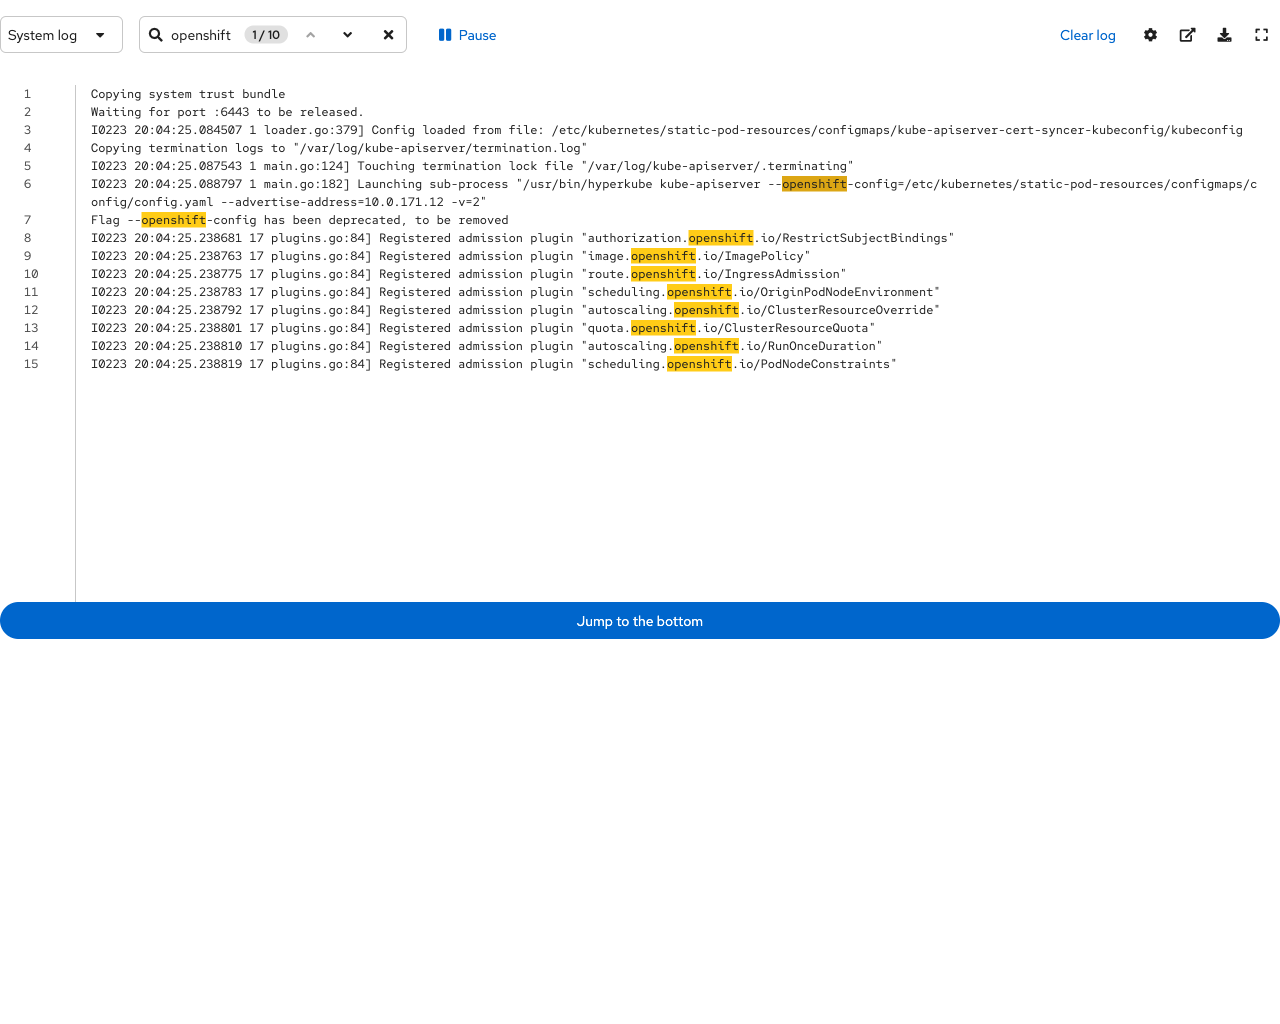 System log openshift 1 / 10 Pause Clear log
1 Copying system trust bundle
2 Waiting for port :6443 to be released.
3 I0223 20:04:25.084507 1 loader.go:379] Config loaded from file: /etc/kubernetes/static-pod-resources/configmaps/kube-apiserver-cert-syncer-kubeconfig/kubeconfig
4 Copying termination logs to "/var/log/kube-apiserver/termination.log"
5 I0223 20:04:25.087543 1 main.go:124] Touching termination lock file "/var/log/kube-apiserver/.terminating"
6 I0223 20:04:25.088797 1 main.go:182] Launching sub-process "/usr/bin/hyperkube kube-apiserver --openshift-config=/etc/kubernetes/static-pod-resources/configmaps/c
onfig/config.yaml --advertise-address=10.0.171.12 -v=2"
7 Flag --openshift-config has been deprecated, to be removed
8 I0223 20:04:25.238681 17 plugins.go:84] Registered admission plugin "authorization.openshift.io/RestrictSubjectBindings"
9 I0223 20:04:25.238763 17 plugins.go:84] Registered admission plugin "image.openshift.io/ImagePolicy"
10 I0223 20:04:25.238775 17 plugins.go:84] Registered admission plugin "route.openshift.io/IngressAdmission"
11 I0223 20:04:25.238783 17 plugins.go:84] Registered admission plugin "scheduling.openshift.io/OriginPodNodeEnvironment"
12 I0223 20:04:25.238792 17 plugins.go:84] Registered admission plugin "autoscaling.openshift.io/ClusterResourceOverride"
13 I0223 20:04:25.238801 17 plugins.go:84] Registered admission plugin "quota.openshift.io/ClusterResourceQuota"
14 I0223 20:04:25.238810 17 plugins.go:84] Registered admission plugin "autoscaling.openshift.io/RunOnceDuration"
15 I0223 20:04:25.238819 17 plugins.go:84] Registered admission plugin "scheduling.openshift.io/PodNodeConstraints"
Jump to the bottom